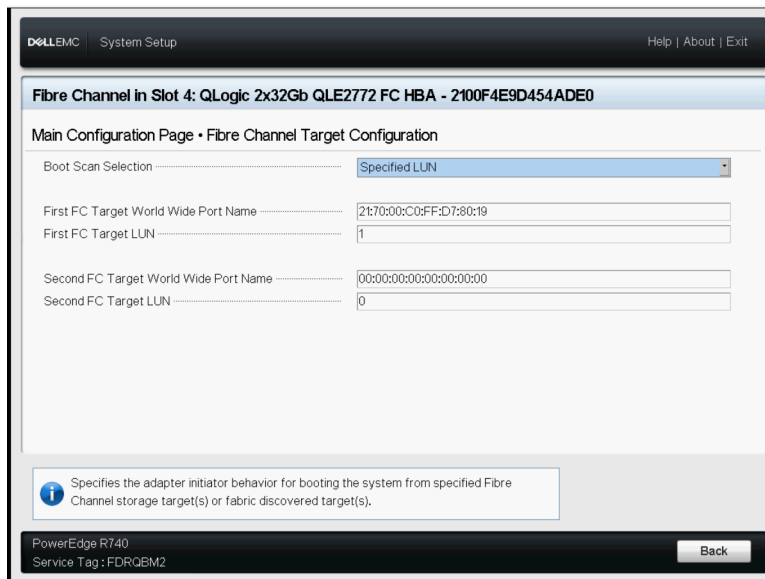 DELLEMC System Setup Help | About | Exit
Fibre Channel in Slot 4: QLogic 2x32Gb QLE2772 FC HBA - 2100F4E9D454ADE0
Main Configuration Page • Fibre Channel Target Configuration
Boot Scan Selection Specified LUN
First FC Target World Wide Port Name 21:70:00:C0:FF:D7:80:19
First FC Target LUN 1
Second FC Target World Wide Port Name 00:00:00:00:00:00:00:00
Second FC Target LUN 0
Specifies the adapter initiator behavior for booting the system from specified Fibre
Channel storage target(s) or fabric discovered target(s).
PowerEdge R740
Service Tag : FDRQBM2
Back